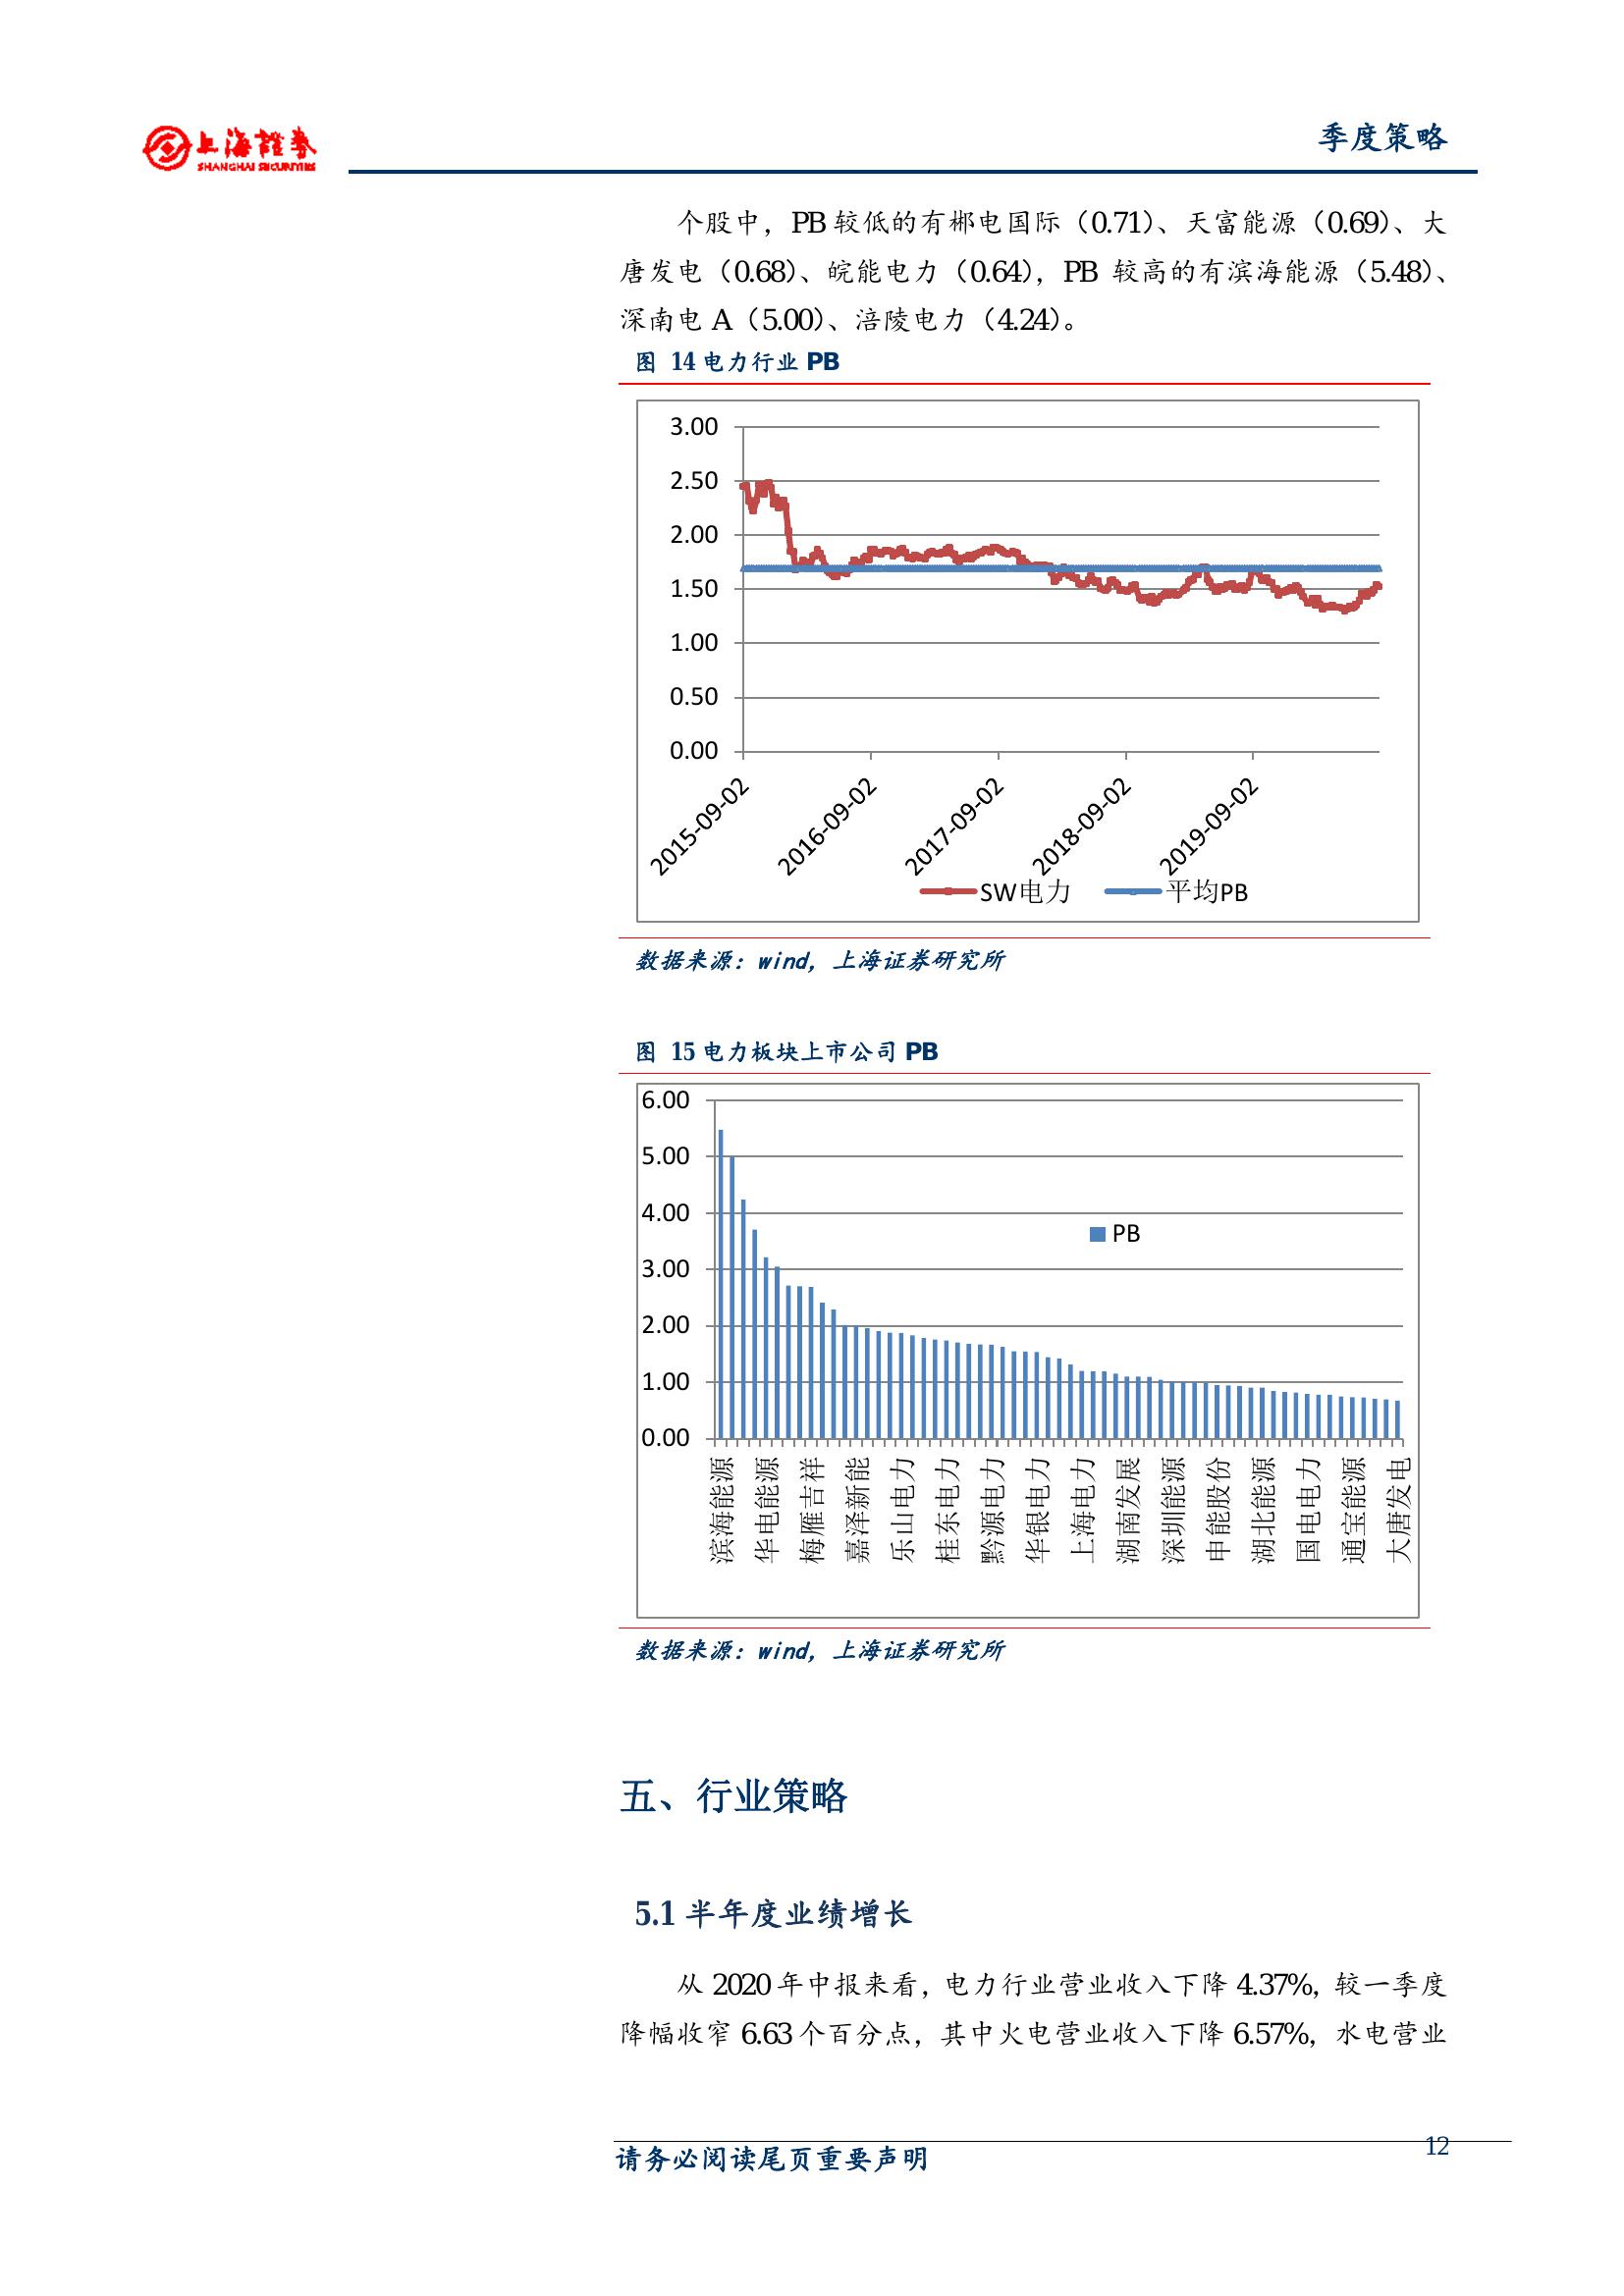 上海證券
SHANGHAI SECURITIES
季度策略
个股中，PB 较低的有郴电国际（0.71）、天富能源（0.69）、大
唐发电（0.68）、皖能电力（0.64），PB 较高的有滨海能源（5.48）、
深南电 A（5.00）、涪陵电力（4.24）。
图 14 电力行业 PB
3.00
2.50
2.00
1.50
1.00
0.50
0.00
2015-09-02
2016-09-02
2017-09-02
2018-09-02
2019-09-02
SW电力 平均PB
数据来源：wind，上海证券研究所
图 15 电力板块上市公司 PB
6.00
5.00
4.00
3.00
2.00
1.00
0.00
PB
滨海能源
华电能源
梅雁吉祥
嘉泽新能
乐山电力
桂东电力
黔源电力
华银电力
上海电力
湖南发展
深圳能源
申能股份
湖北能源
国电电力
通宝能源
大唐发电
数据来源：wind，上海证券研究所
五、行业策略
5.1 半年度业绩增长
从 2020 年中报来看，电力行业营业收入下降 4.37%，较一季度
降幅收窄 6.63 个百分点，其中火电营业收入下降 6.57%，水电营业
请务必阅读尾页重要声明
12